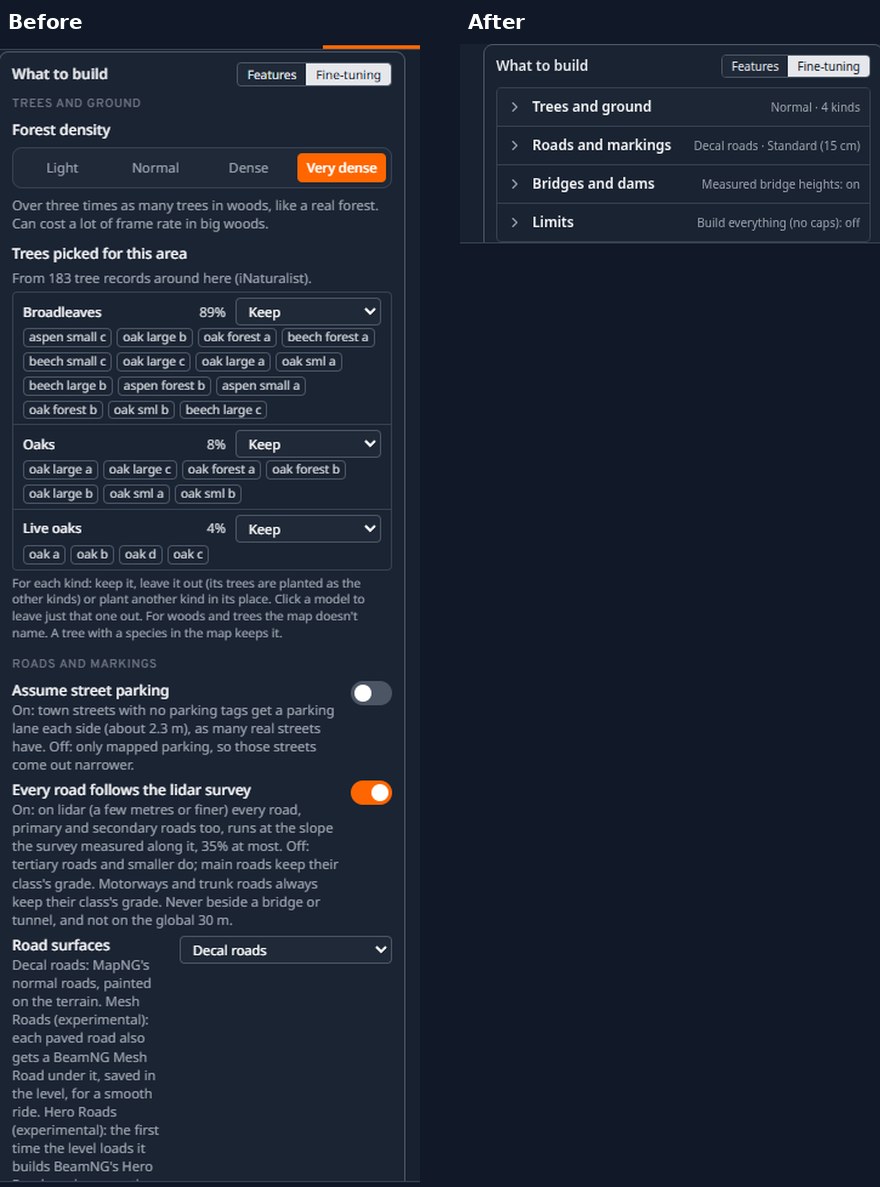 Before
What to build
Features
Fine-tuning
TREES AND GROUND
Forest density
Light
Normal
Dense
Very dense
Over three times as many trees in woods, like a real forest.
Can cost a lot of frame rate in big woods.
Trees picked for this area
From 183 tree records around here (iNaturalist).
Broadleaves 89% Keep
aspen small c oak large b oak forest a beech forest a
beech small c oak large c oak large a oak sml a
beech large b aspen forest b aspen small a
oak forest b oak sml b beech large c
Oaks 8% Keep
oak large a oak large c oak forest a oak forest b
oak large b oak sml a oak sml b
Live oaks 4% Keep
oak a oak b oak d oak c
For each kind: keep it, leave it out (its trees are planted as the
other kinds) or plant another kind in its place. Click a model to
leave just that one out. For woods and trees the map doesn't
name. A tree with a species in the map keeps it.
ROADS AND MARKINGS
Assume street parking
On: town streets with no parking tags get a parking
lane each side (about 2.3 m), as many real streets
have. Off: only mapped parking, so those streets
come out narrower.
Every road follows the lidar survey
On: on lidar (a few metres or finer) every road,
primary and secondary roads too, runs at the slope
the survey measured along it, 35% at most. Off:
tertiary roads and smaller do; main roads keep their
class's grade. Motorways and trunk roads always
keep their class's grade. Never beside a bridge or
tunnel, and not on the global 30 m.
Road surfaces
Decal roads
Decal roads: MapNG's
normal roads, painted
on the terrain. Mesh
Roads (experimental):
each paved road also
gets a BeamNG Mesh
Road under it, saved in
the level, for a smooth
ride. Hero Roads
(experimental): the first
time the level loads it
builds BeamNG's Hero
After
What to build
Features
Fine-tuning
Trees and ground Normal · 4 kinds
Roads and markings Decal roads · Standard (15 cm)
Bridges and dams Measured bridge heights: on
Limits Build everything (no caps): off